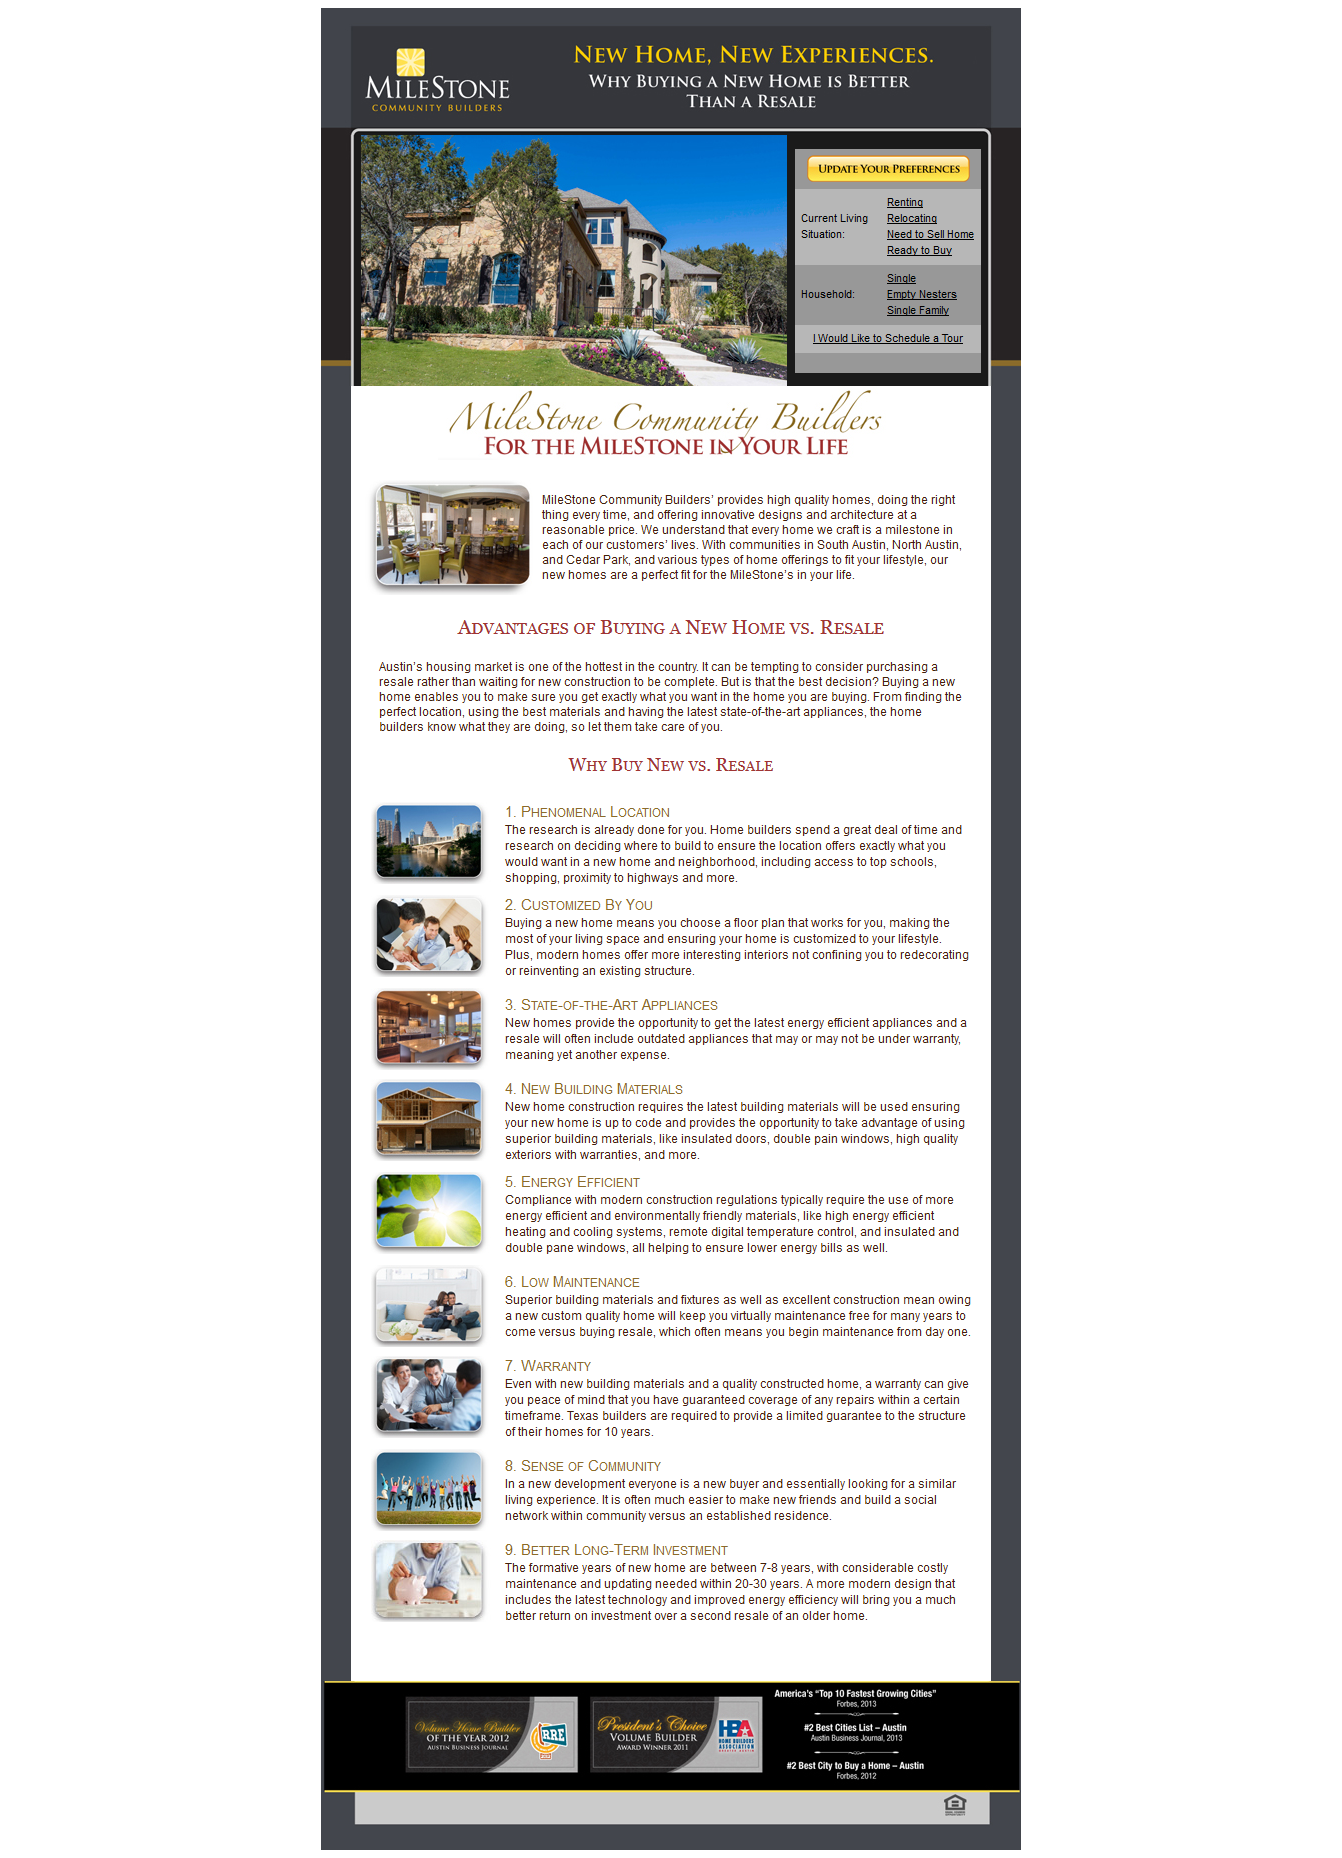 MILESTONE
COMMUNITY BUILDERS
NEW HOME, NEW EXPERIENCES.
WHY BUYING A NEW HOME IS BETTER
THAN A RESALE
UPDATE YOUR PREFERENCES
Current Living
Situation:
Renting
Relocating
Need to Sell Home
Ready to Buy
Household:
Single
Empty Nesters
Single Family
I Would Like to Schedule a Tour
MileStone Community Builders
FOR THE MILESTONE IN YOUR LIFE
MileStone Community Builders' provides high quality homes, doing the right
thing every time, and offering innovative designs and architecture at a
reasonable price. We understand that every home we craft is a milestone in
each of our customers' lives. With communities in South Austin, North Austin,
and Cedar Park, and various types of home offerings to fit your lifestyle, our
new homes are a perfect fit for the MileStone's in your life.
ADVANTAGES OF BUYING A NEW HOME VS. RESALE
Austin's housing market is one of the hottest in the country. It can be tempting to consider purchasing a
resale rather than waiting for new construction to be complete. But is that the best decision? Buying a new
home enables you to make sure you get exactly what you want in the home you are buying. From finding the
perfect location, using the best materials and having the latest state-of-the-art appliances, the home
builders know what they are doing, so let them take care of you.
WHY BUY NEW VS. RESALE
1. PHENOMENAL LOCATION
The research is already done for you. Home builders spend a great deal of time and
research on deciding where to build to ensure the location offers exactly what you
would want in a new home and neighborhood, including access to top schools,
shopping, proximity to highways and more.
2. CUSTOMIZED BY YOU
Buying a new home means you choose a floor plan that works for you, making the
most of your living space and ensuring your home is customized to your lifestyle.
Plus, modern homes offer more interesting interiors not confining you to redecorating
or reinventing an existing structure.
3. STATE-OF-THE-ART APPLIANCES
New homes provide the opportunity to get the latest energy efficient appliances and a
resale will often include outdated appliances that may or may not be under warranty,
meaning yet another expense.
4. NEW BUILDING MATERIALS
New home construction requires the latest building materials will be used ensuring
your new home is up to code and provides the opportunity to take advantage of using
superior building materials, like insulated doors, double pain windows, high quality
exteriors with warranties, and more.
5. ENERGY EFFICIENT
Compliance with modern construction regulations typically require the use of more
energy efficient and environmentally friendly materials, like high energy efficient
heating and cooling systems, remote digital temperature control, and insulated and
double pane windows, all helping to ensure lower energy bills as well.
6. LOW MAINTENANCE
Superior building materials and fixtures as well as excellent construction mean owing
a new custom quality home will keep you virtually maintenance free for many years to
come versus buying resale, which often means you begin maintenance from day one.
7. WARRANTY
Even with new building materials and a quality constructed home, a warranty can give
you peace of mind that you have guaranteed coverage of any repairs within a certain
timeframe. Texas builders are required to provide a limited guarantee to the structure
of their homes for 10 years.
8. SENSE OF COMMUNITY
In a new development everyone is a new buyer and essentially looking for a similar
living experience. It is often much easier to make new friends and build a social
network within community versus an established residence.
9. BETTER LONG-TERM INVESTMENT
The formative years of new home are between 7-8 years, with considerable costly
maintenance and updating needed within 20-30 years. A more modern design that
includes the latest technology and improved energy efficiency will bring you a much
better return on investment over a second resale of an older home.
Volume Home Builder
OF THE YEAR 2012
AUSTIN BUSINESS JOURNAL
RRE
President's Choice
VOLUME BUILDER
AWARD WINNER 2011
HBA
HOME BUILDERS
ASSOCIATION
GREATER AUSTIN
America's "Top 10 Fastest Growing Cities"
Forbes, 2013
#2 Best Cities List – Austin
Austin Business Journal, 2013
#2 Best City to Buy a Home – Austin
Forbes, 2012